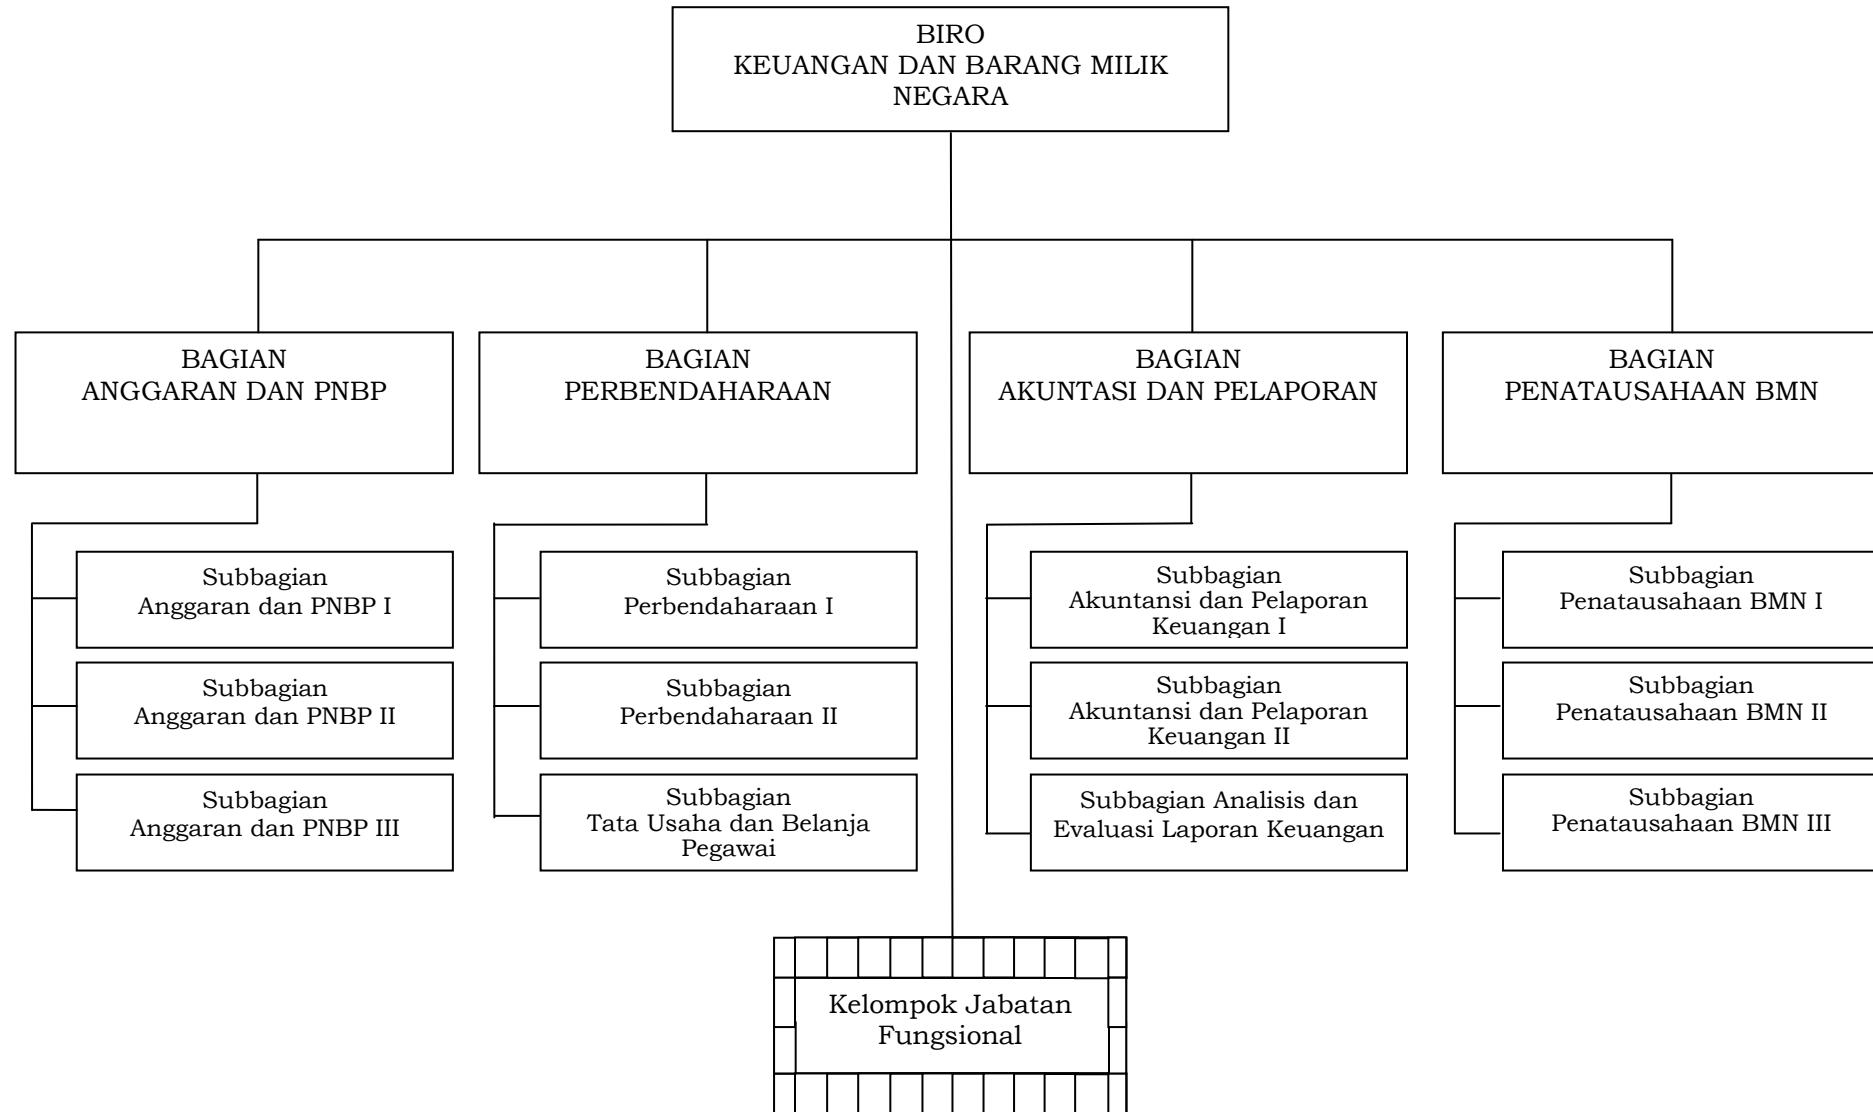 BIRO
KEUANGAN DAN BARANG MILIK
NEGARA
BAGIAN
ANGGARAN DAN PNBP
BAGIAN
PERBENDAHARAAN
BAGIAN
AKUNTASI DAN PELAPORAN
BAGIAN
PENATAUSAHAAN BMN
Subbagian
Anggaran dan PNBP I
Subbagian
Anggaran dan PNBP II
Subbagian
Anggaran dan PNBP III
Subbagian
Perbendaharaan I
Subbagian
Perbendaharaan II
Subbagian
Tata Usaha dan Belanja
Pegawai
Subbagian
Akuntansi dan Pelaporan
Keuangan I
Subbagian
Akuntansi dan Pelaporan
Keuangan II
Subbagian Analisis dan
Evaluasi Laporan Keuangan
Subbagian
Penatausahaan BMN I
Subbagian
Penatausahaan BMN II
Subbagian
Penatausahaan BMN III
Kelompok Jabatan
Fungsional